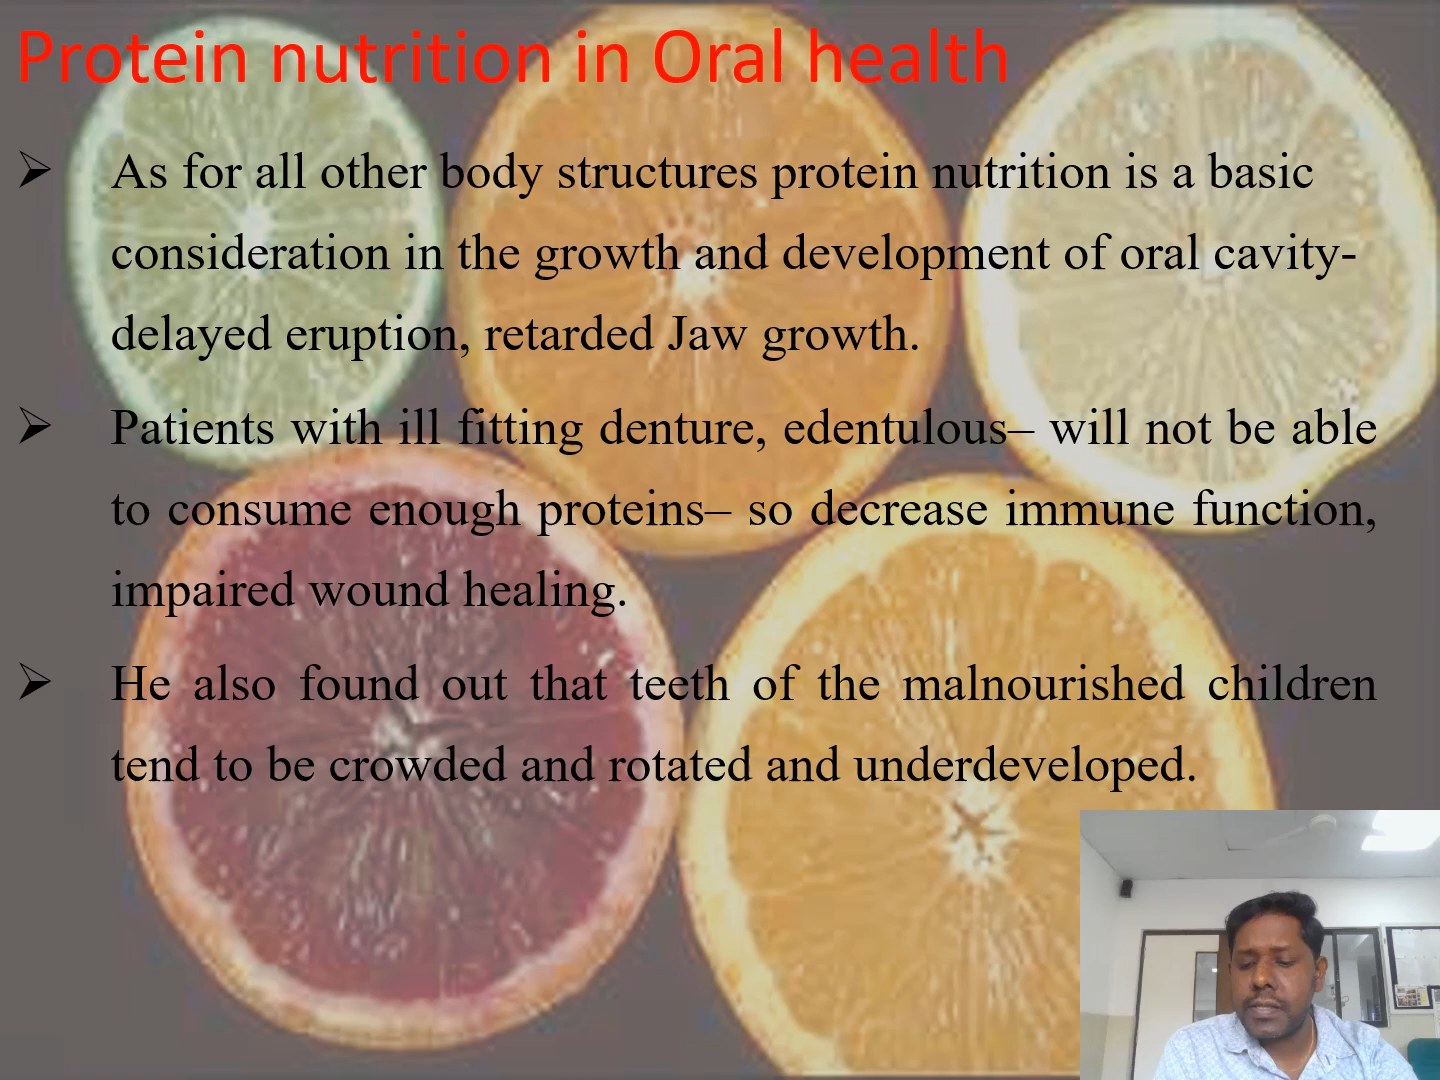 Protein nutrition in Oral health
➢ As for all other body structures protein nutrition is a basic
consideration in the growth and development of oral cavity-
delayed eruption, retarded Jaw growth.
➢ Patients with ill fitting denture, edentulous– will not be able
to consume enough proteins– so decrease immune function,
impaired wound healing.
➢ He also found out that teeth of the malnourished children
tend to be crowded and rotated and underdeveloped.